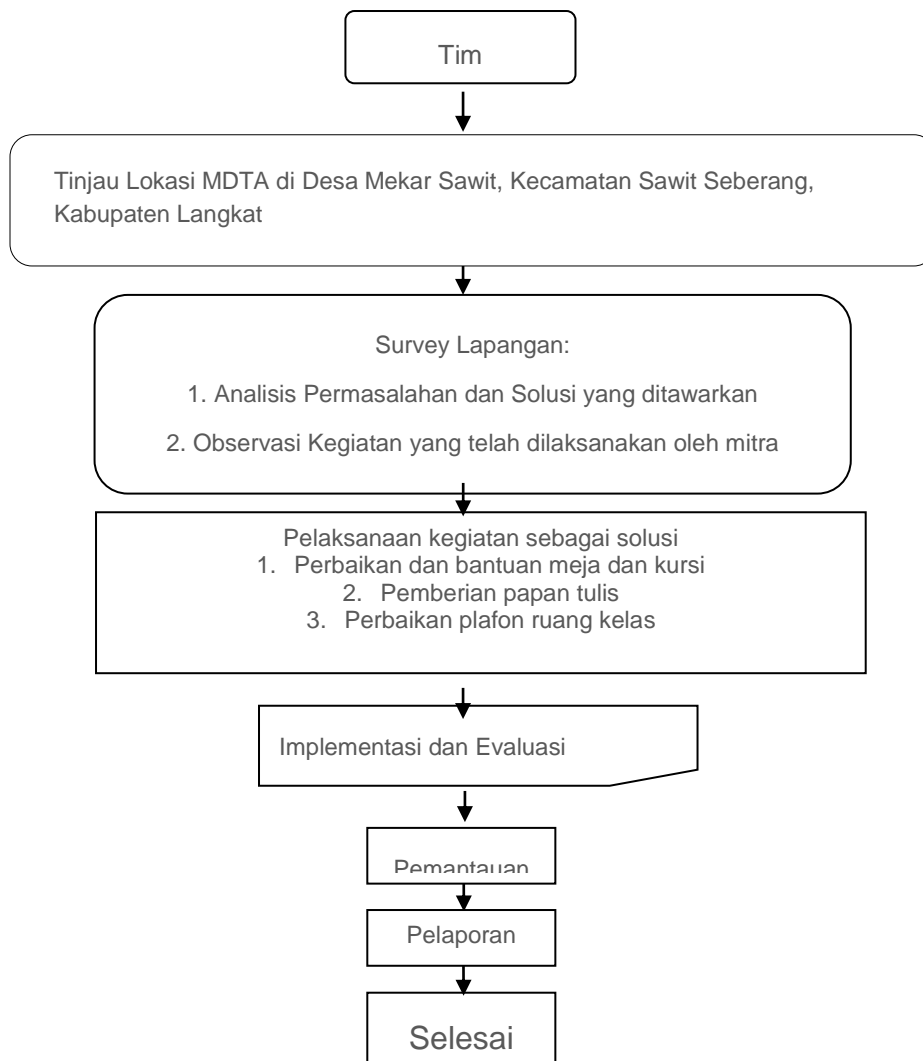 Tim
Tinjau Lokasi MDTA di Desa Mekar Sawit, Kecamatan Sawit Seberang,
Kabupaten Langkat
Survey Lapangan:
1. Analisis Permasalahan dan Solusi yang ditawarkan
2. Observasi Kegiatan yang telah dilaksanakan oleh mitra
Pelaksanaan kegiatan sebagai solusi
1. Perbaikan dan bantuan meja dan kursi
2. Pemberian papan tulis
3. Perbaikan plafon ruang kelas
Implementasi dan Evaluasi
Pemantauan
Pelaporan
Selesai